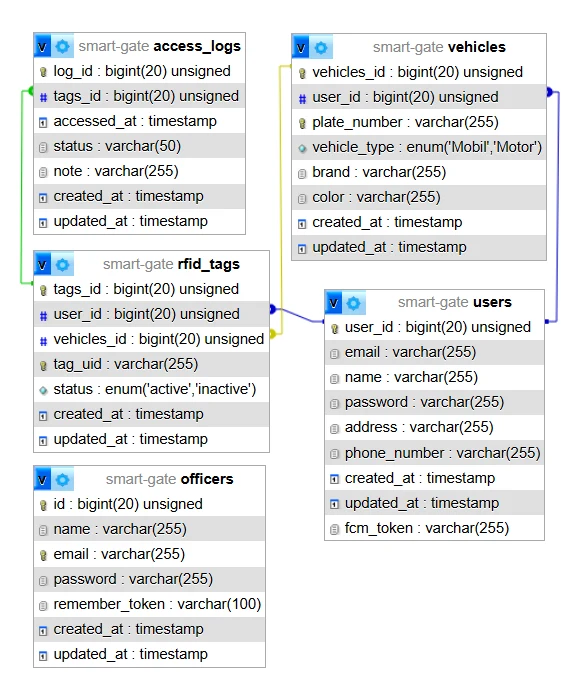 V smart-gate access_logs
log_id : bigint(20) unsigned
# tags_id : bigint(20) unsigned
accessed_at : timestamp
status : varchar(50)
note : varchar(255)
created_at : timestamp
updated_at : timestamp
V smart-gate vehicles
vehicles_id : bigint(20) unsigned
# user_id : bigint(20) unsigned
plate_number : varchar(255)
vehicle_type : enum('Mobil','Motor')
brand : varchar(255)
color : varchar(255)
created_at : timestamp
updated_at : timestamp
V smart-gate rfid_tags
tags_id : bigint(20) unsigned
# user_id : bigint(20) unsigned
# vehicles_id : bigint(20) unsigned
tag_uid : varchar(255)
status : enum('active','inactive')
created_at : timestamp
updated_at : timestamp
V smart-gate users
user_id : bigint(20) unsigned
email : varchar(255)
name : varchar(255)
password : varchar(255)
address : varchar(255)
phone_number : varchar(255)
created_at : timestamp
updated_at : timestamp
fcm_token : varchar(255)
V smart-gate officers
id : bigint(20) unsigned
name : varchar(255)
email : varchar(255)
password : varchar(255)
remember_token : varchar(100)
created_at : timestamp
updated_at : timestamp